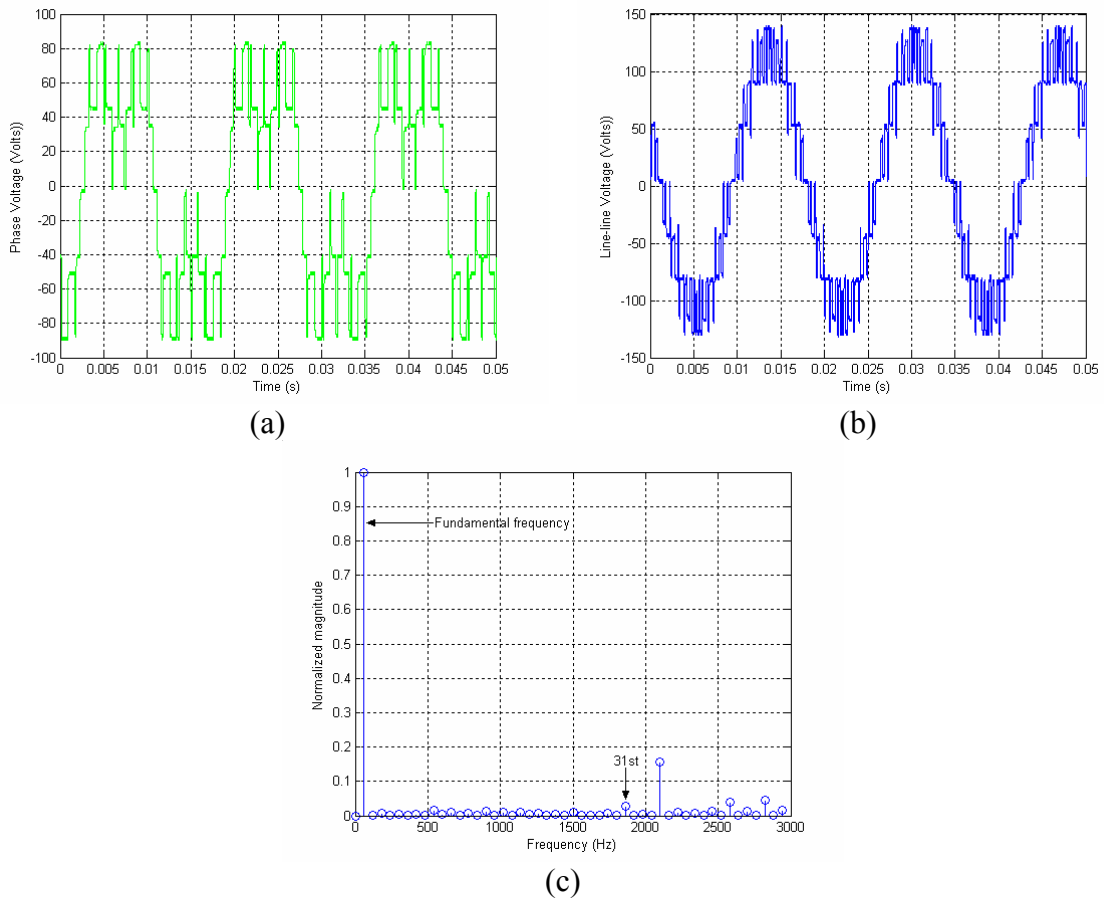 100
80
60
40
20
0
-20
-40
-60
-80
-100
Phase Voltage (Volts))
0 0.005 0.01 0.015 0.02 0.025 0.03 0.035 0.04 0.045 0.05
Time (s)
(a)
150
100
50
0
-50
-100
-150
Line-line Voltage (Volts))
0 0.005 0.01 0.015 0.02 0.025 0.03 0.035 0.04 0.045 0.05
Time (s)
(b)
1
0.9
0.8
0.7
0.6
0.5
0.4
0.3
0.2
0.1
0
Normalized magnitude
Fundamental frequency
31st
0 500 1000 1500 2000 2500 3000
Frequency (Hz)
(c)